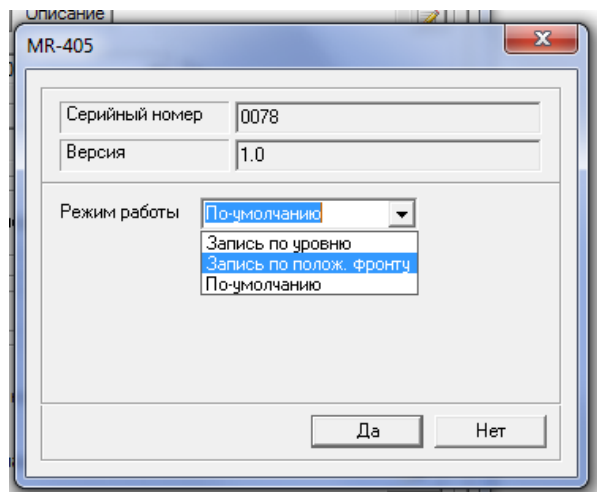 Описание
MR-405
Серийный номер 0078
Версия 1.0
Режим работы По-умолчанию
Запись по уровню
Запись по полож. фронту
По-умолчанию
Да Нет